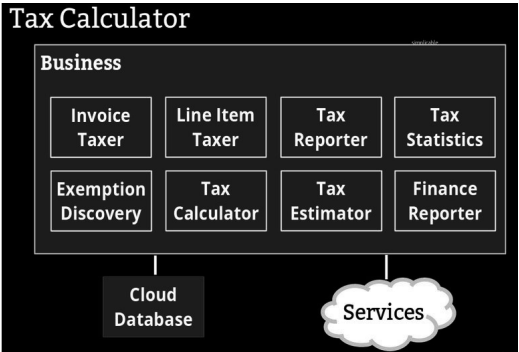 Tax Calculator
Business
Invoice
Taxer
Line Item
Taxer
Tax
Reporter
Tax
Statistics
Exemption
Discovery
Tax
Calculator
Tax
Estimator
Finance
Reporter
Cloud
Database
Services